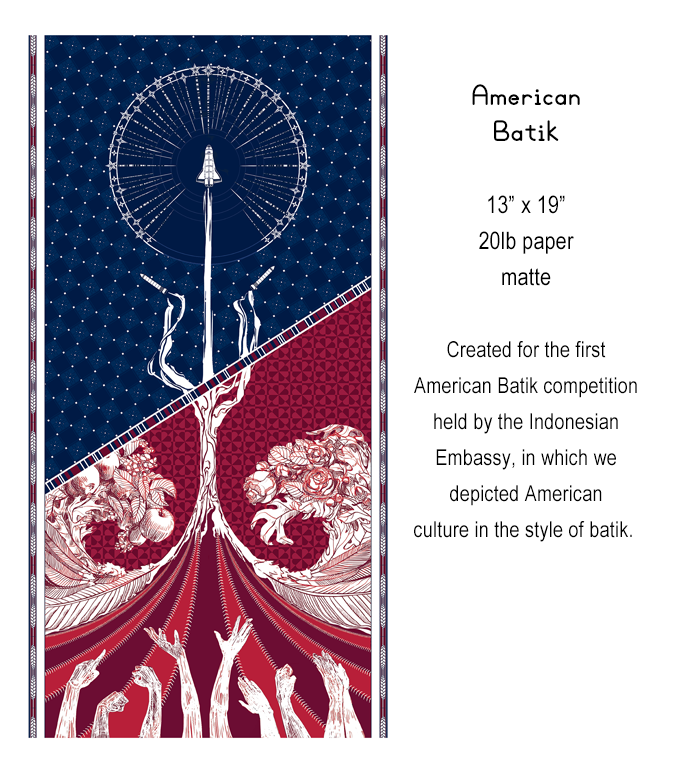 American
Batik
13” x 19”
20lb paper
matte
Created for the first
American Batik competition
held by the Indonesian
Embassy, in which we
depicted American
culture in the style of batik.